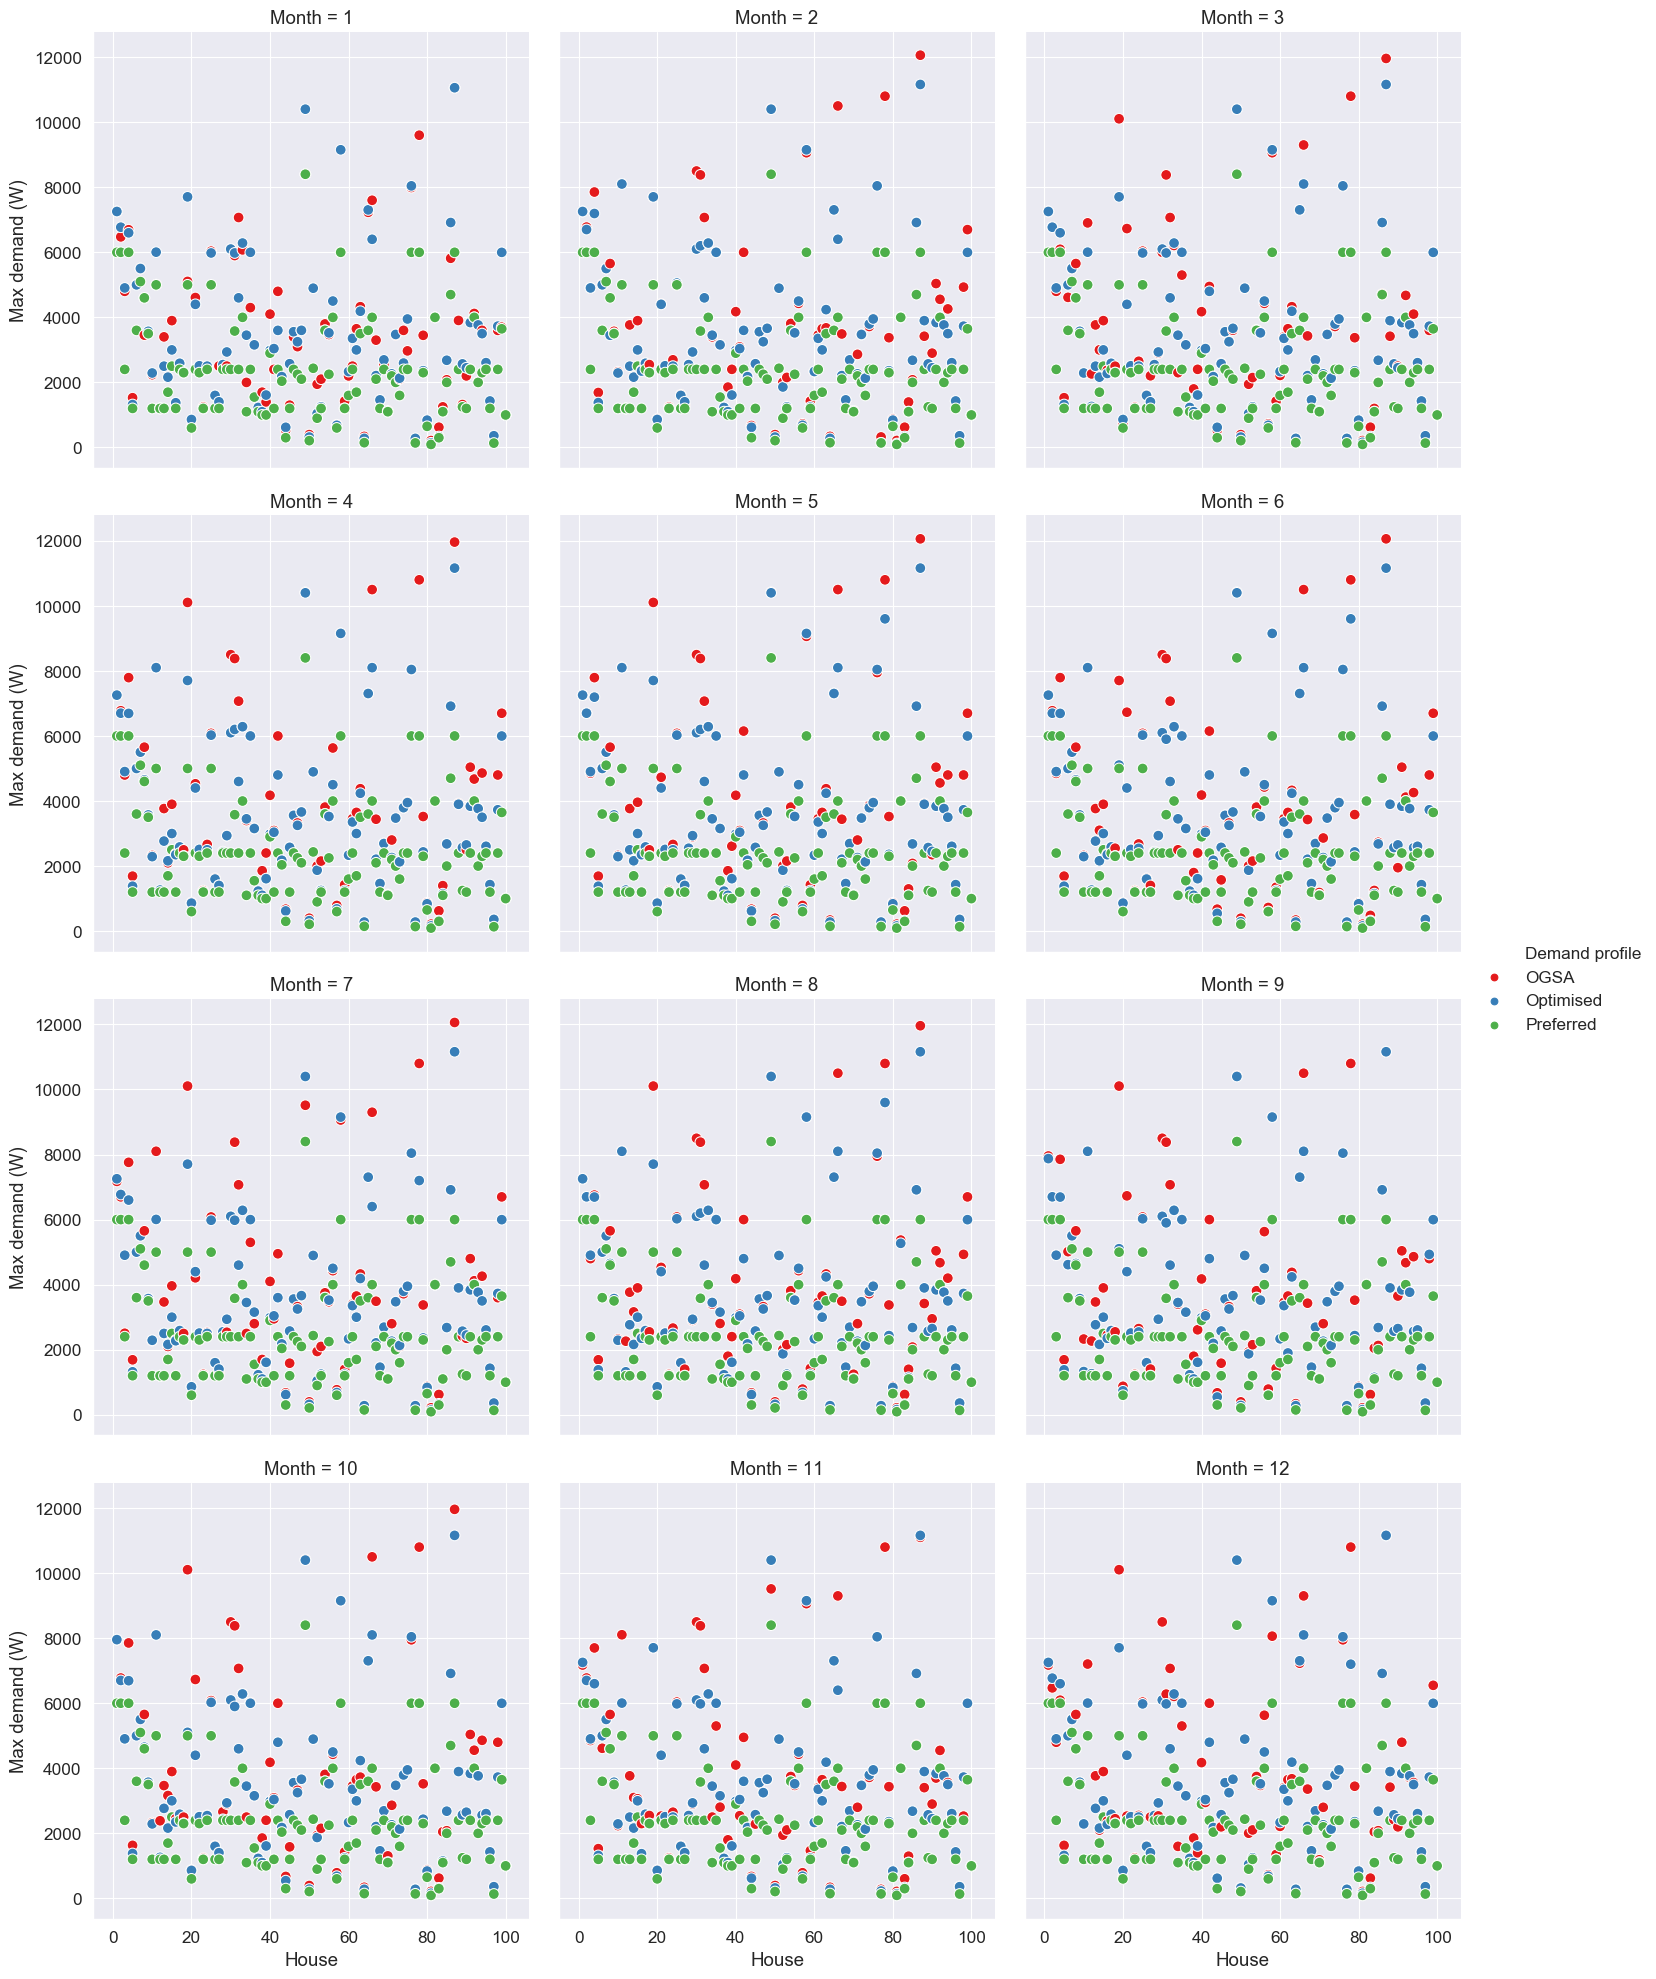 Month = 1
Month = 2
Month = 3
12000
10000
8000
6000
4000
2000
0
Max demand (W)
Month = 4
Month = 5
Month = 6
12000
10000
8000
6000
4000
2000
0
Max demand (W)
Demand profile
OGSA
Optimised
Preferred
Month = 7
Month = 8
Month = 9
12000
10000
8000
6000
4000
2000
0
Max demand (W)
Month = 10
Month = 11
Month = 12
12000
10000
8000
6000
4000
2000
0
Max demand (W)
0 20 40 60 80 100
0 20 40 60 80 100
0 20 40 60 80 100
House
House
House